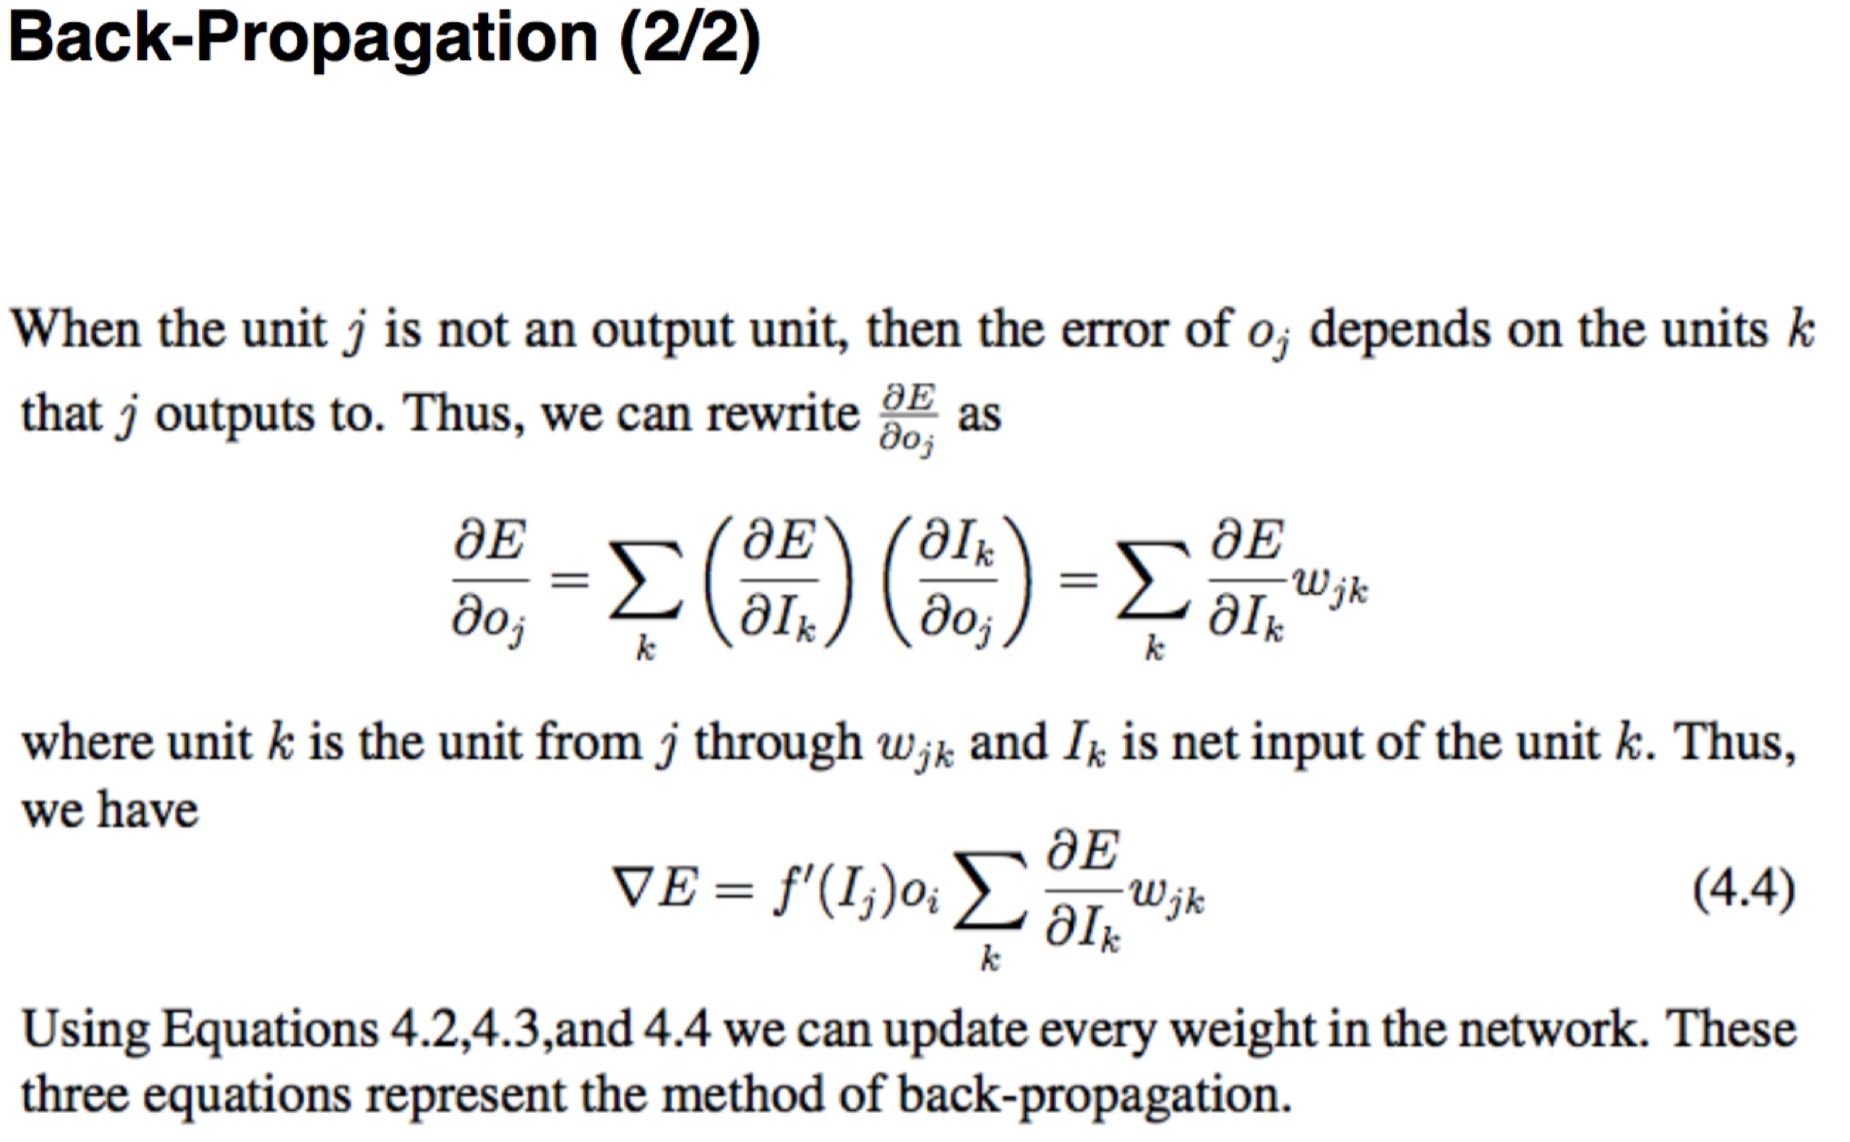 Back-Propagation (2/2)
When the unit j is not an output unit, then the error of o_j depends on the units k
that j outputs to. Thus, we can rewrite ∂E/∂o_j as
∂E/∂o_j = ∑_k (∂E/∂I_k) (∂I_k/∂o_j) = ∑_k ∂E/∂I_k w_jk
where unit k is the unit from j through w_jk and I_k is net input of the unit k. Thus,
we have
∇E = f′(I_j)o_i ∑_k ∂E/∂I_k w_jk (4.4)
Using Equations 4.2,4.3,and 4.4 we can update every weight in the network. These
three equations represent the method of back-propagation.